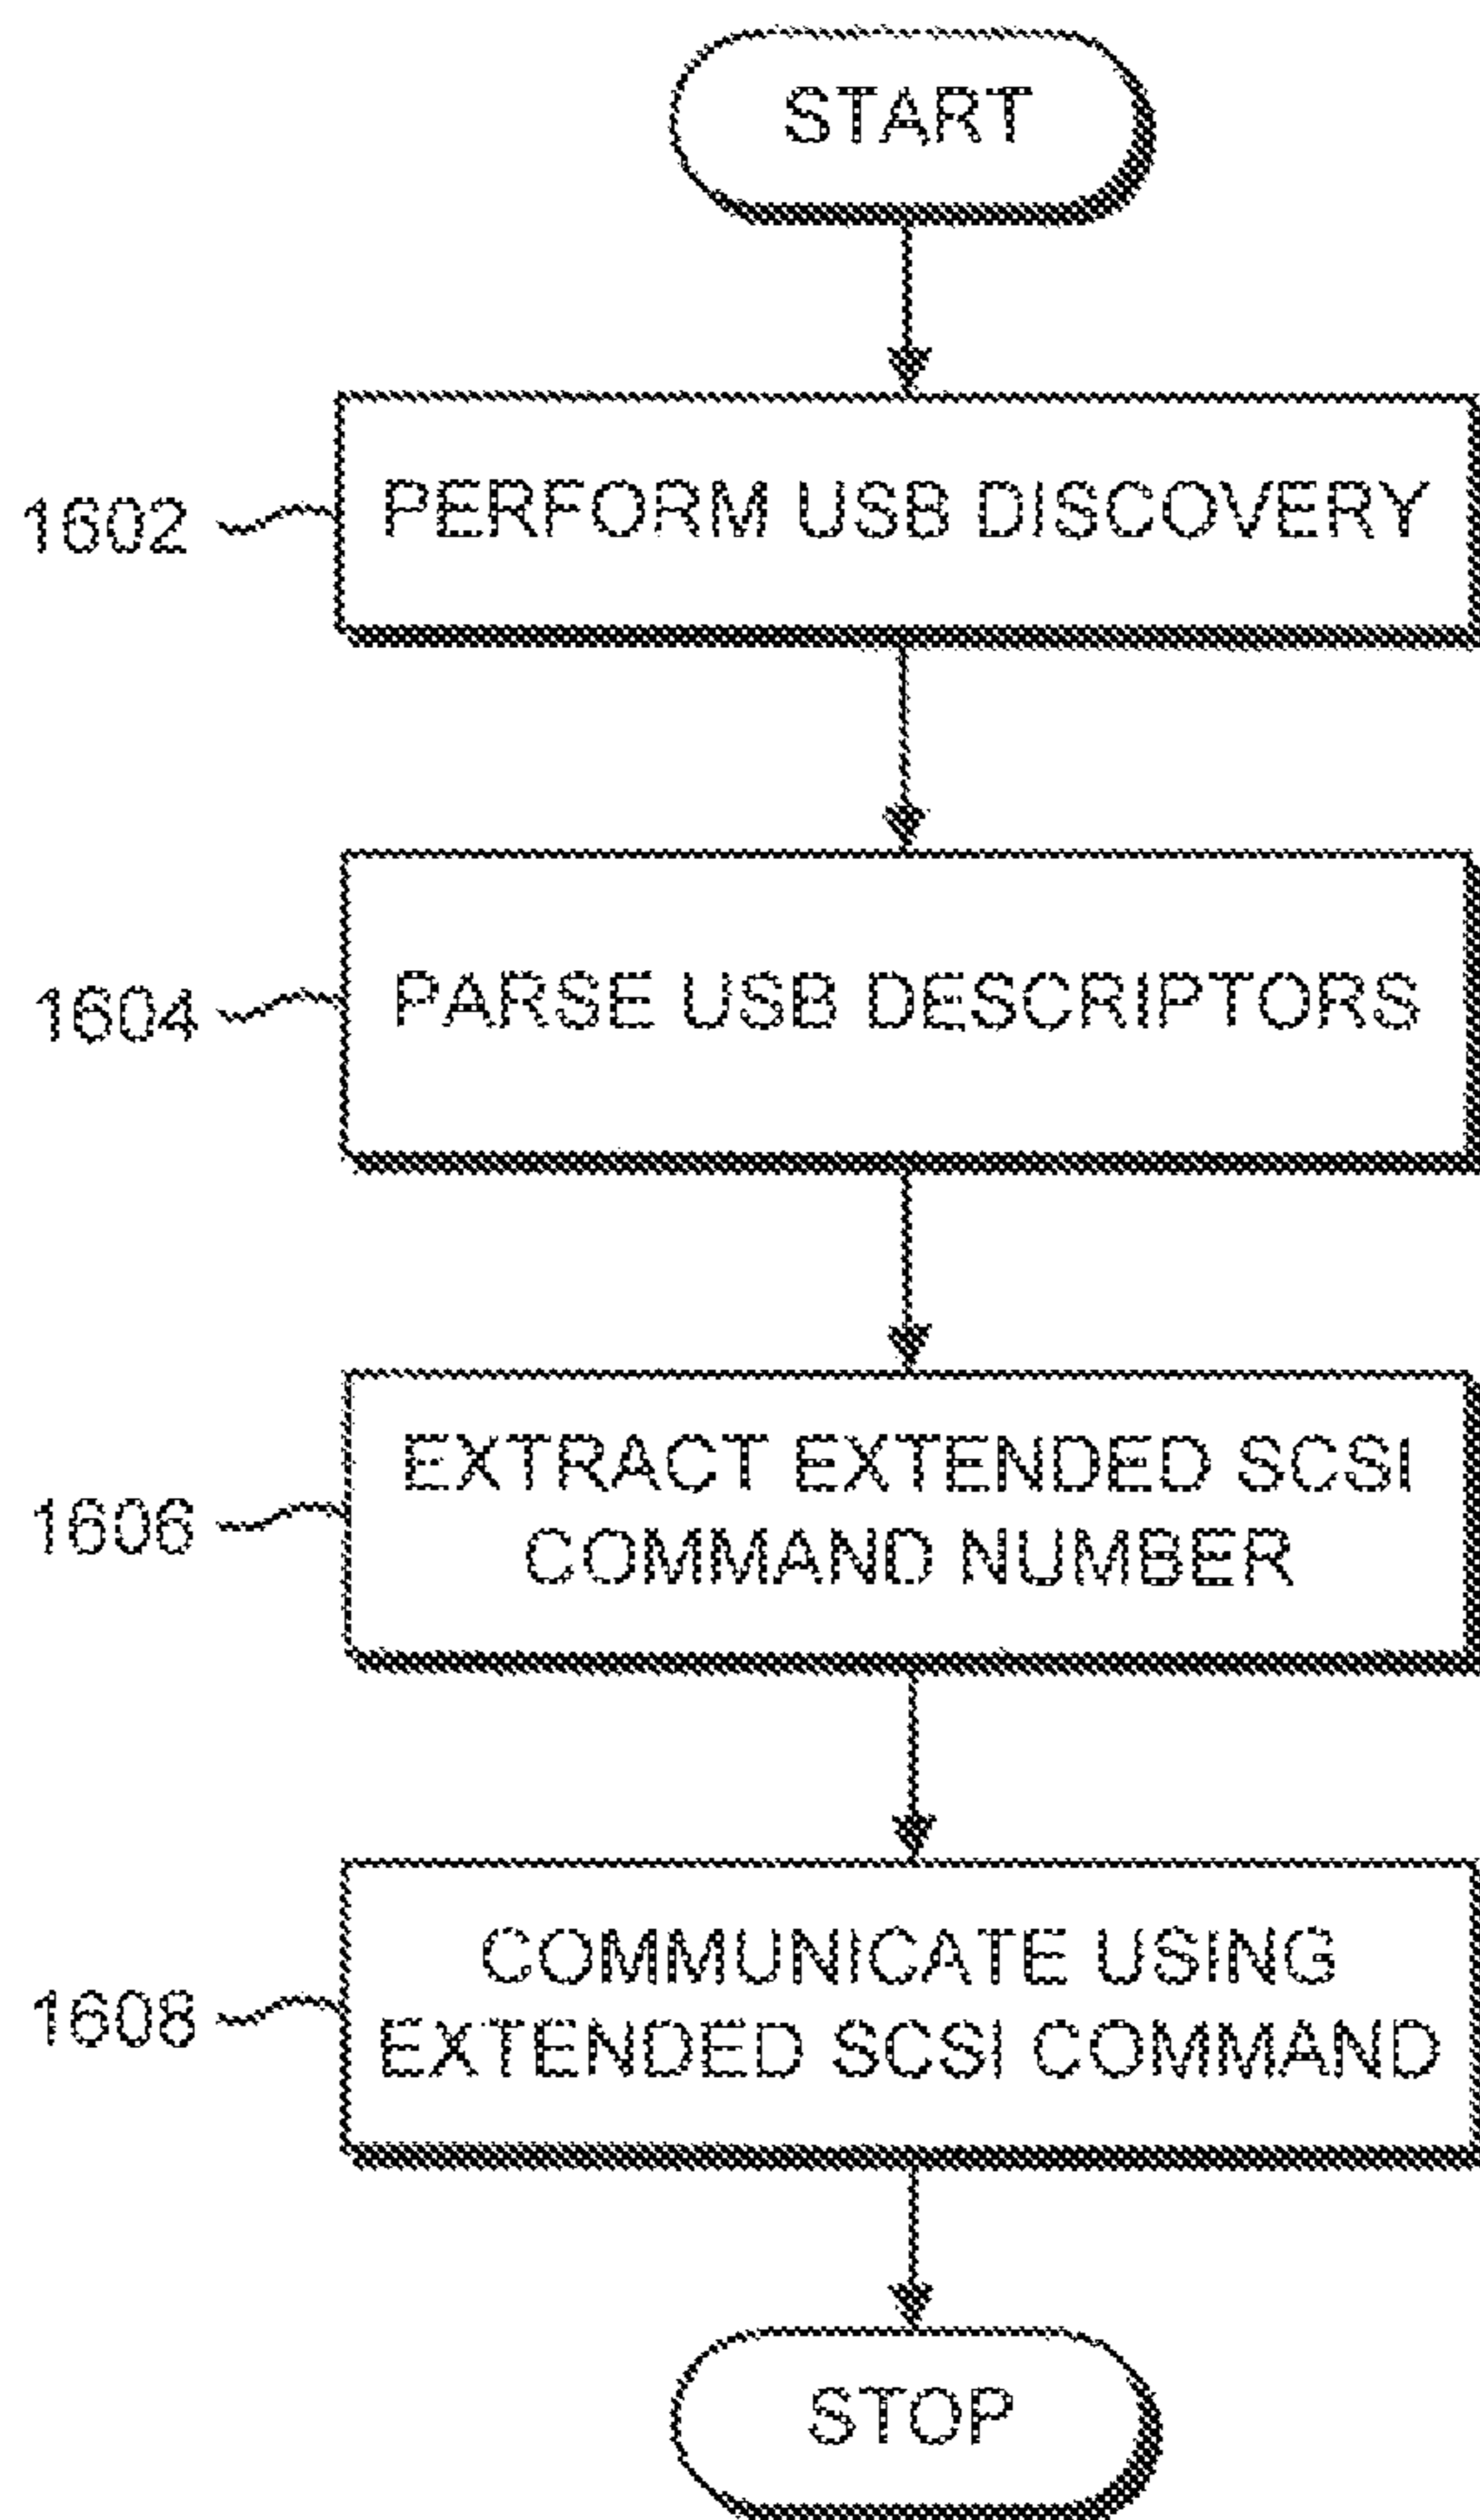 START
1602
PERFORM USB DISCOVERY
1604
PARSE USB DESCRIPTORS
1606
EXTRACT EXTENDED SCSI
COMMAND NUMBER
1608
COMMUNICATE USING
EXTENDED SCSI COMMAND
STOP